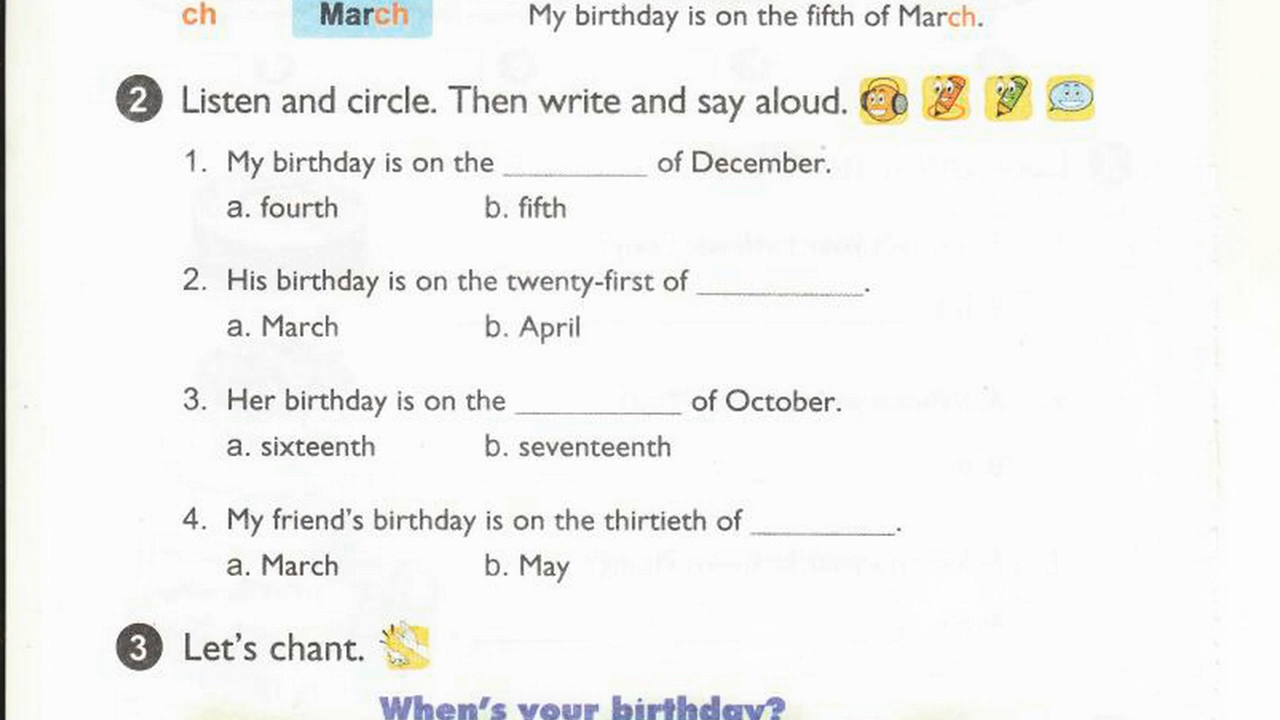 ch March My birthday is on the fifth of March.
2 Listen and circle. Then write and say aloud.
1. My birthday is on the __________ of December.
a. fourth b. fifth
2. His birthday is on the twenty-first of __________.
a. March b. April
3. Her birthday is on the __________ of October.
a. sixteenth b. seventeenth
4. My friend's birthday is on the thirtieth of __________.
a. March b. May
3 Let's chant.
When's your birthday?